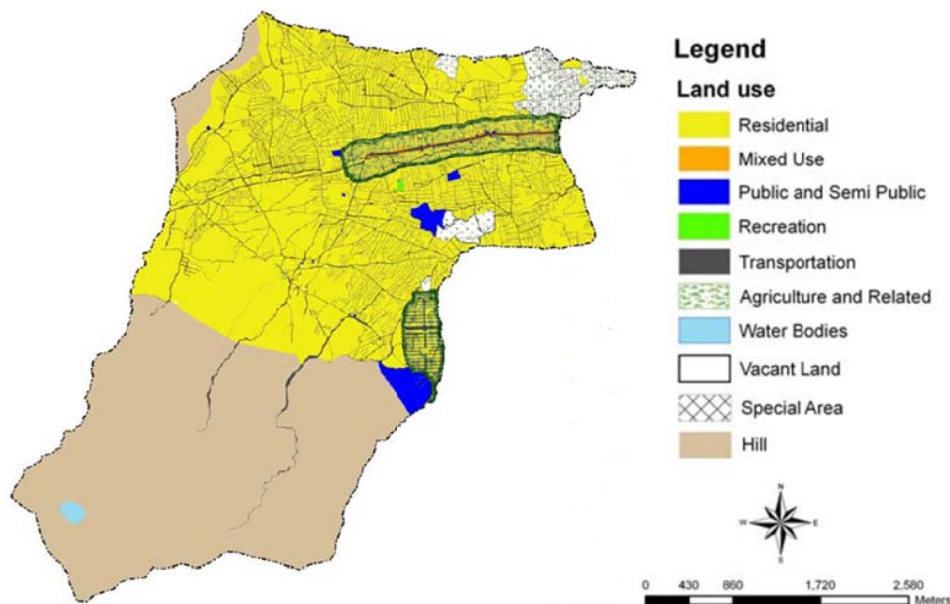 Legend
Land use
Residential
Mixed Use
Public and Semi Public
Recreation
Transportation
Agriculture and Related
Water Bodies
Vacant Land
Special Area
Hill
N
W E
S
0 430 860 1,720 2,580
Meters